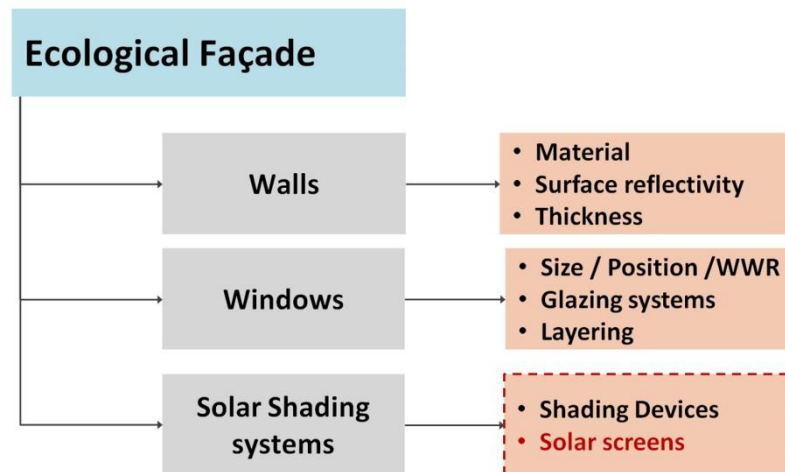 Ecological Façade
Walls
• Material
• Surface reflectivity
• Thickness
Windows
• Size / Position /WWR
• Glazing systems
• Layering
Solar Shading
systems
• Shading Devices
• Solar screens